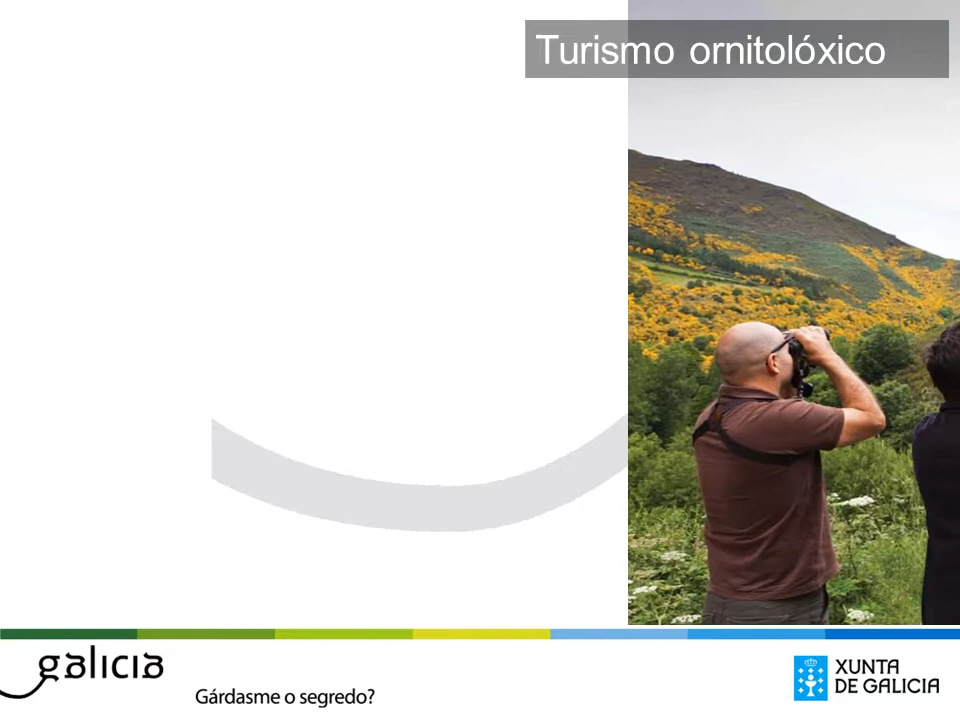 Turismo ornitolóxico
galicia
Gárdasme o segredo?
XUNTA
DE GALICIA